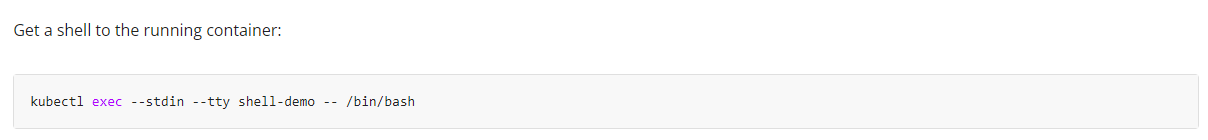 Get a shell to the running container:
kubectl exec --stdin --tty shell-demo -- /bin/bash